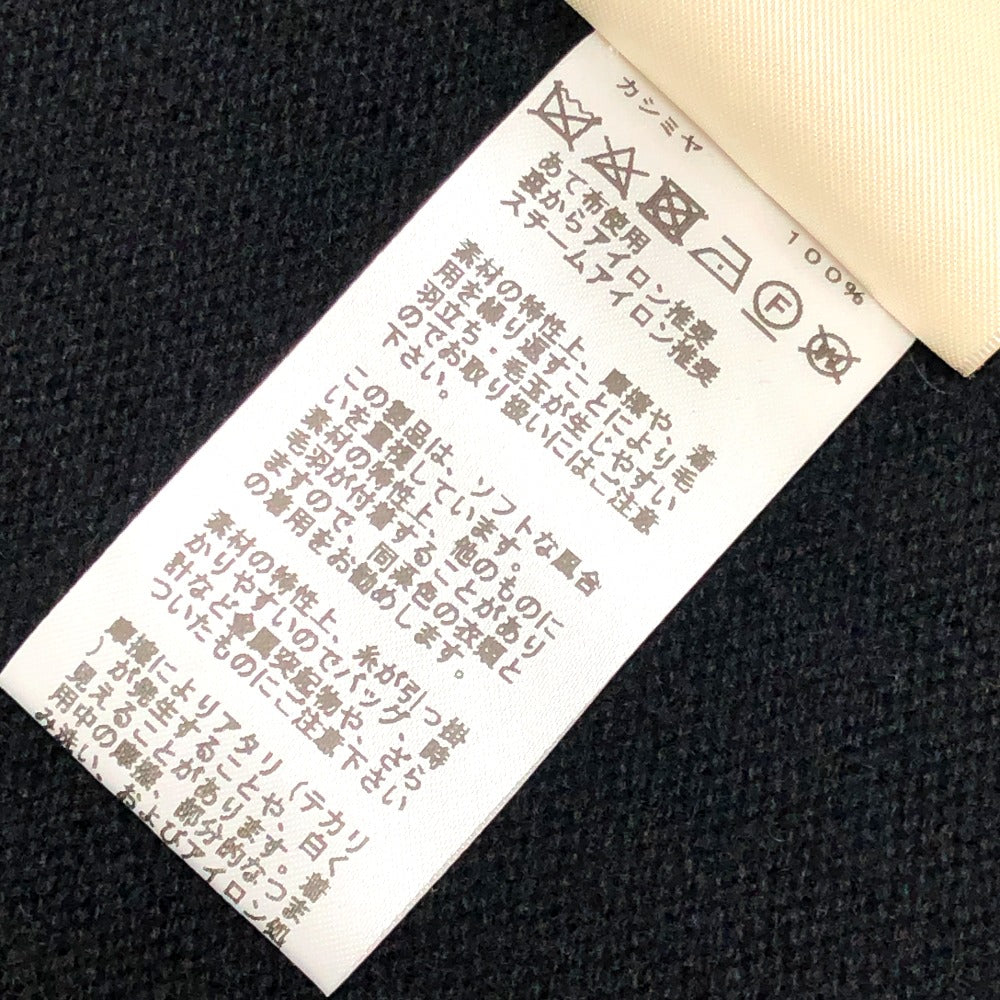 カシミヤ 100%
F
W
あて布使用
裏からアイロン推奨
スチームアイロン推奨
素材の特性上、摩擦や、着
用を繰り返すことにより毛
羽立ち・毛玉が生じやすい
のでお取り扱いにはご注意
下さい。
この製品は、ソフトな風合
いを重視しています。
素材の特性上、他のものに
毛羽が付着することがあり
ますので、同系色の衣類と
の着用をお勧めします。
素材の特性上、糸が引っ掛
かりやすいのでバッグ、時
計など金属突起物や、ざら
ついたものにご注意下さい
摩擦によりアタリ(テカリ
)が発生することや、白く
見えることがあります。着
用中の摩擦、部分的なつま
み洗い、およびアイロン処